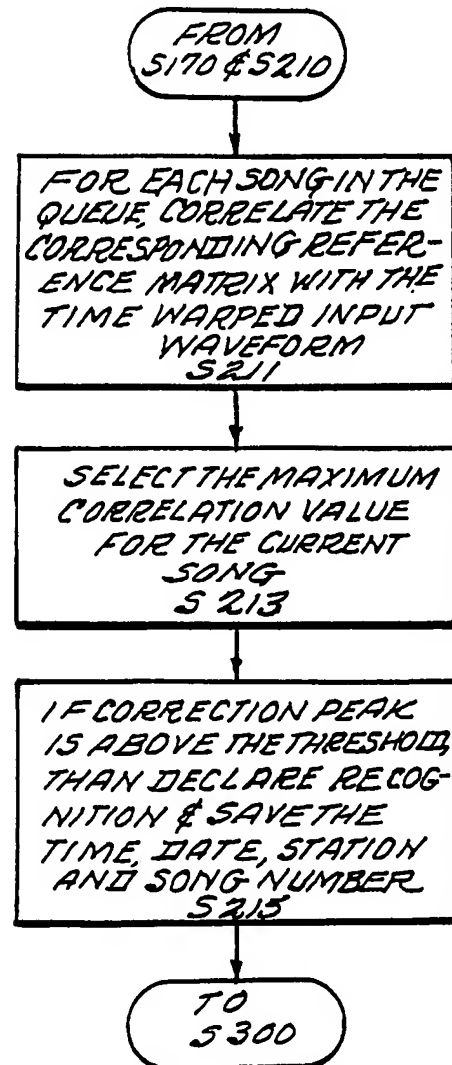 FROM
S170 & S210
FOR EACH SONG IN THE
QUEUE, CORRELATE THE
CORRESPONDING REFER-
ENCE MATRIX WITH THE
TIME WARPED INPUT
WAVEFORM
S211
SELECT THE MAXIMUM
CORRELATION VALUE
FOR THE CURRENT
SONG
S 213
IF CORRECTION PEAK
IS ABOVE THE THRESHOLD,
THAN DECLARE RECOG-
NITION & SAVE THE
TIME, DATE, STATION
AND SONG NUMBER
S215
TO
S300